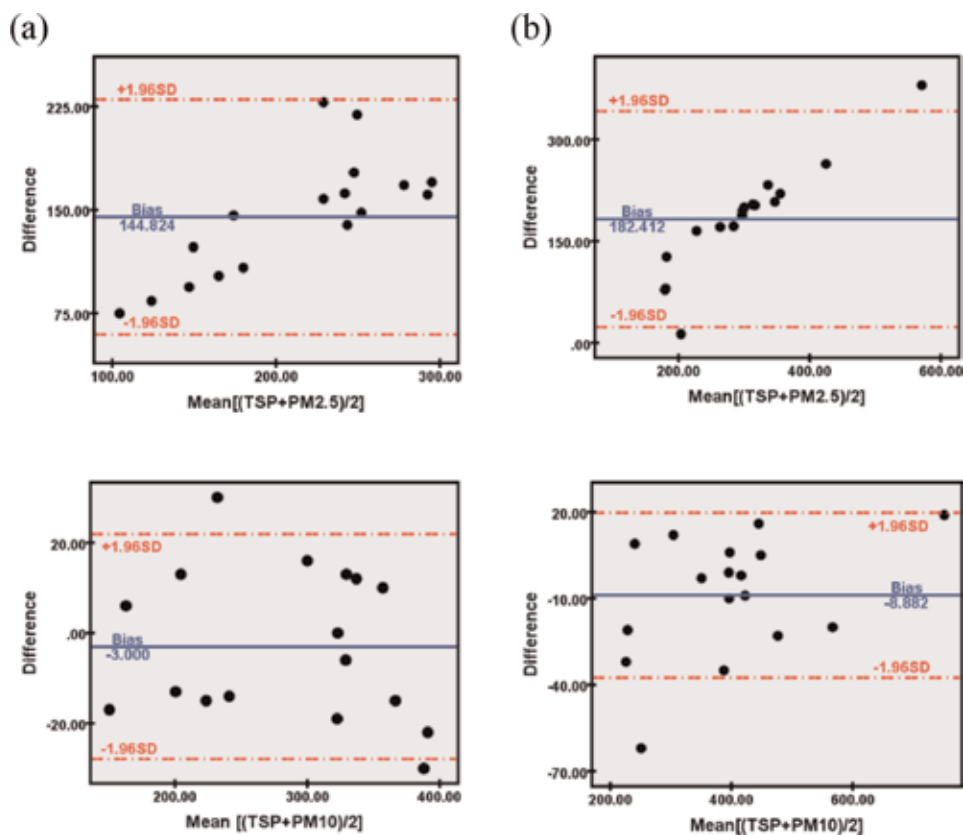 (a)
(b)
+1.96SD
225.00
Difference
150.00
Bias
144.824
75.00
-1.96SD
100.00 200.00 300.00
Mean[(TSP+PM2.5)/2]
+1.96SD
300.00
Difference
Bias
182.412
150.00
-1.96SD
.00
200.00 400.00 600.00
Mean[(TSP+PM2.5)/2]
20.00
+1.96SD
Difference
.00
Bias
-3.000
-20.00
-1.96SD
200.00 300.00 400.00
Mean [(TSP+PM10)/2]
20.00
+1.96SD
Difference
-10.00
Bias
-8.882
-40.00
-1.96SD
-70.00
200.00 400.00 600.00
Mean[(TSP+PM10)/2]